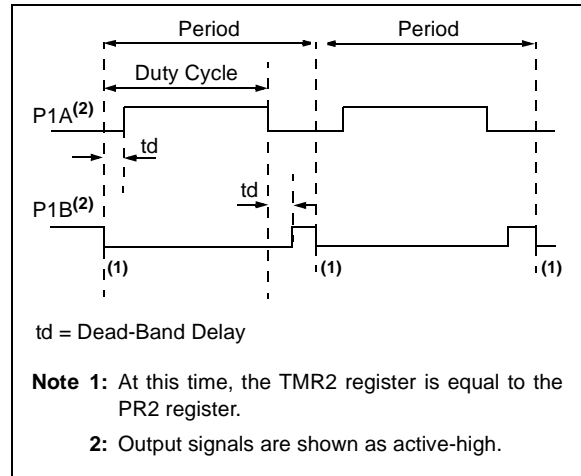 Period Period
Duty Cycle
P1A(2)
td
td
P1B(2)
(1) (1) (1)
td = Dead-Band Delay
Note 1: At this time, the TMR2 register is equal to the
PR2 register.
2: Output signals are shown as active-high.